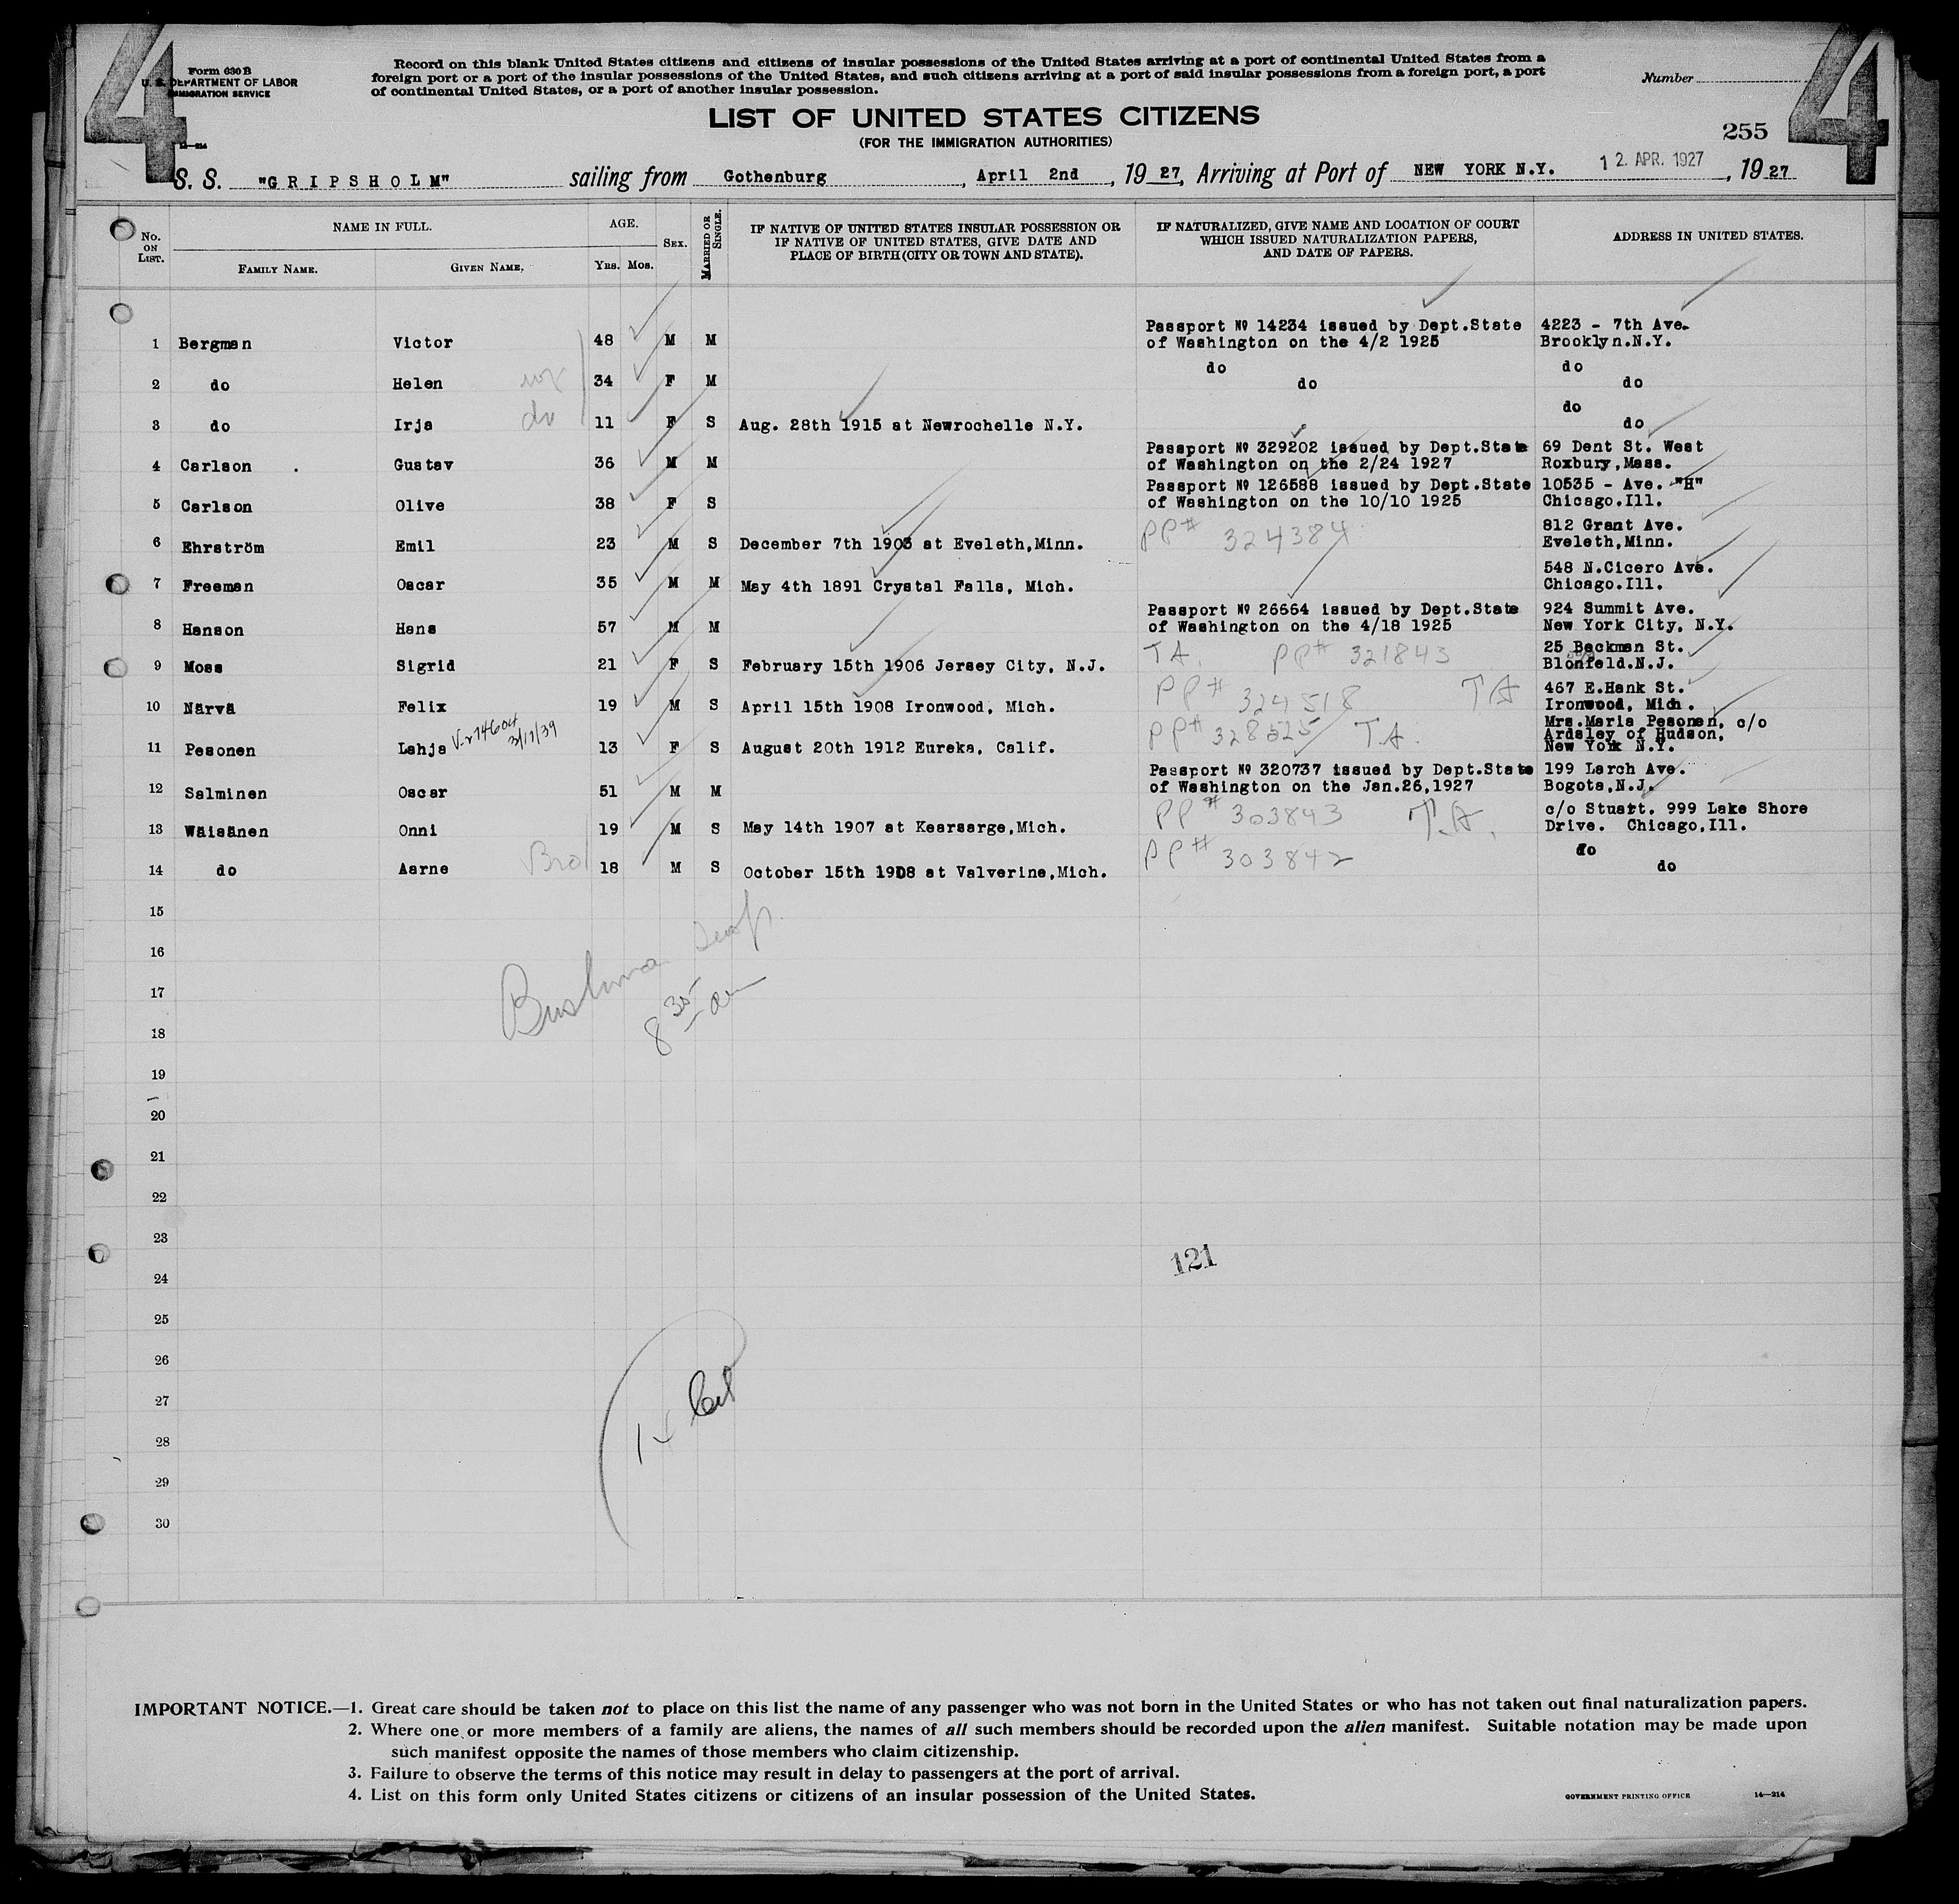 4
4
Form 630 B
U. S. DEPARTMENT OF LABOR
IMMIGRATION SERVICE
14—214
Record on this blank United States citizens and citizens of insular possessions of the United States arriving at a port of continental United States from a
foreign port or a port of the insular possessions of the United States, and such citizens arriving at a port of said insular possessions from a foreign port, a port
of continental United States, or a port of another insular possession.
Number
LIST OF UNITED STATES CITIZENS
(FOR THE IMMIGRATION AUTHORITIES)
255
S. S. "GRIPSHOLM" sailing from Gothenburg, April 2nd, 1927, Arriving at Port of NEW YORK N.Y. 12. APR. 1927, 1927
No. ON LIST. NAME IN FULL. AGE. SEX. MARRIED OR SINGLE. IF NATIVE OF UNITED STATES INSULAR POSSESSION OR IF NATIVE OF UNITED STATES, GIVE DATE AND PLACE OF BIRTH (CITY OR TOWN AND STATE). IF NATURALIZED, GIVE NAME AND LOCATION OF COURT WHICH ISSUED NATURALIZATION PAPERS, AND DATE OF PAPERS. ADDRESS IN UNITED STATES.
FAMILY NAME. GIVEN NAME. YRS. MOS.
1 Bergman Victor 48 M M Passport № 14234 issued by Dept.State of Washington on the 4/2 1925 4223 - 7th Ave. Brooklyn.N.Y.
2 do Helen 34 F M do do do do
3 do Irja do 11 F S Aug. 28th 1915 at Newrochelle N.Y. do do
4 Carlson . Gustav 36 M M Passport № 329202 issued by Dept.State of Washington on the 2/24 1927 69 Dent St. West Roxbury,Mass.
5 Carlson Olive 38 F S Passport № 126588 issued by Dept.State of Washington on the 10/10 1925 10535 - Ave. "H" Chicago.Ill.
6 Ehrström Emil 23 M S December 7th 1903 at Eveleth,Minn. PP# 324384 812 Grant Ave. Eveleth,Minn.
7 Freeman Oscar 35 M M May 4th 1891 Crystal Falls, Mich. 548 N.Cicero Ave. Chicago.Ill.
8 Hanson Hans 57 M M Passport № 26664 issued by Dept.State of Washington on the 4/18 1925 924 Summit Ave. New York City, N.Y.
9 Moss Sigrid 21 F S February 15th 1906 Jersey City, N.J. TA. PP# 321843 25 Beckman St. Blonfeld.N.J.
10 Närvä Felix 19 M S April 15th 1908 Ironwood, Mich. PP# 324518 TA 467 E.Hank St. Ironwood, Mich.
11 Pesonen Lahja 3/17/39 13 F S August 20th 1912 Eureka, Calif. PP# 328525 T.A. Mrs.Maria Pesonen, c/o Ardsley of Hudson, New York N.Y.
12 Salminen Oscar 51 M M Passport № 320737 issued by Dept.State of Washington on the Jan.26,1927 199 Larch Ave. Bogota,N.J.
13 Wäisänen Onni 19 M S May 14th 1907 at Kearsarge,Mich. PP# 303843 T.A. c/o Stuart. 999 Lake Shore Drive. Chicago,Ill.
14 do Aarne Bro 18 M S October 15th 1908 at Valverine,Mich. PP# 303842 do do
15
16
17
8 30 am
18
19
20
21
22
23
121
24
25
26
27
28
29
30
IMPORTANT NOTICE.—1. Great care should be taken not to place on this list the name of any passenger who was not born in the United States or who has not taken out final naturalization papers.
2. Where one or more members of a family are aliens, the names of all such members should be recorded upon the alien manifest. Suitable notation may be made upon
such manifest opposite the names of those members who claim citizenship.
3. Failure to observe the terms of this notice may result in delay to passengers at the port of arrival.
4. List on this form only United States citizens or citizens of an insular possession of the United States.
GOVERNMENT PRINTING OFFICE 14—214